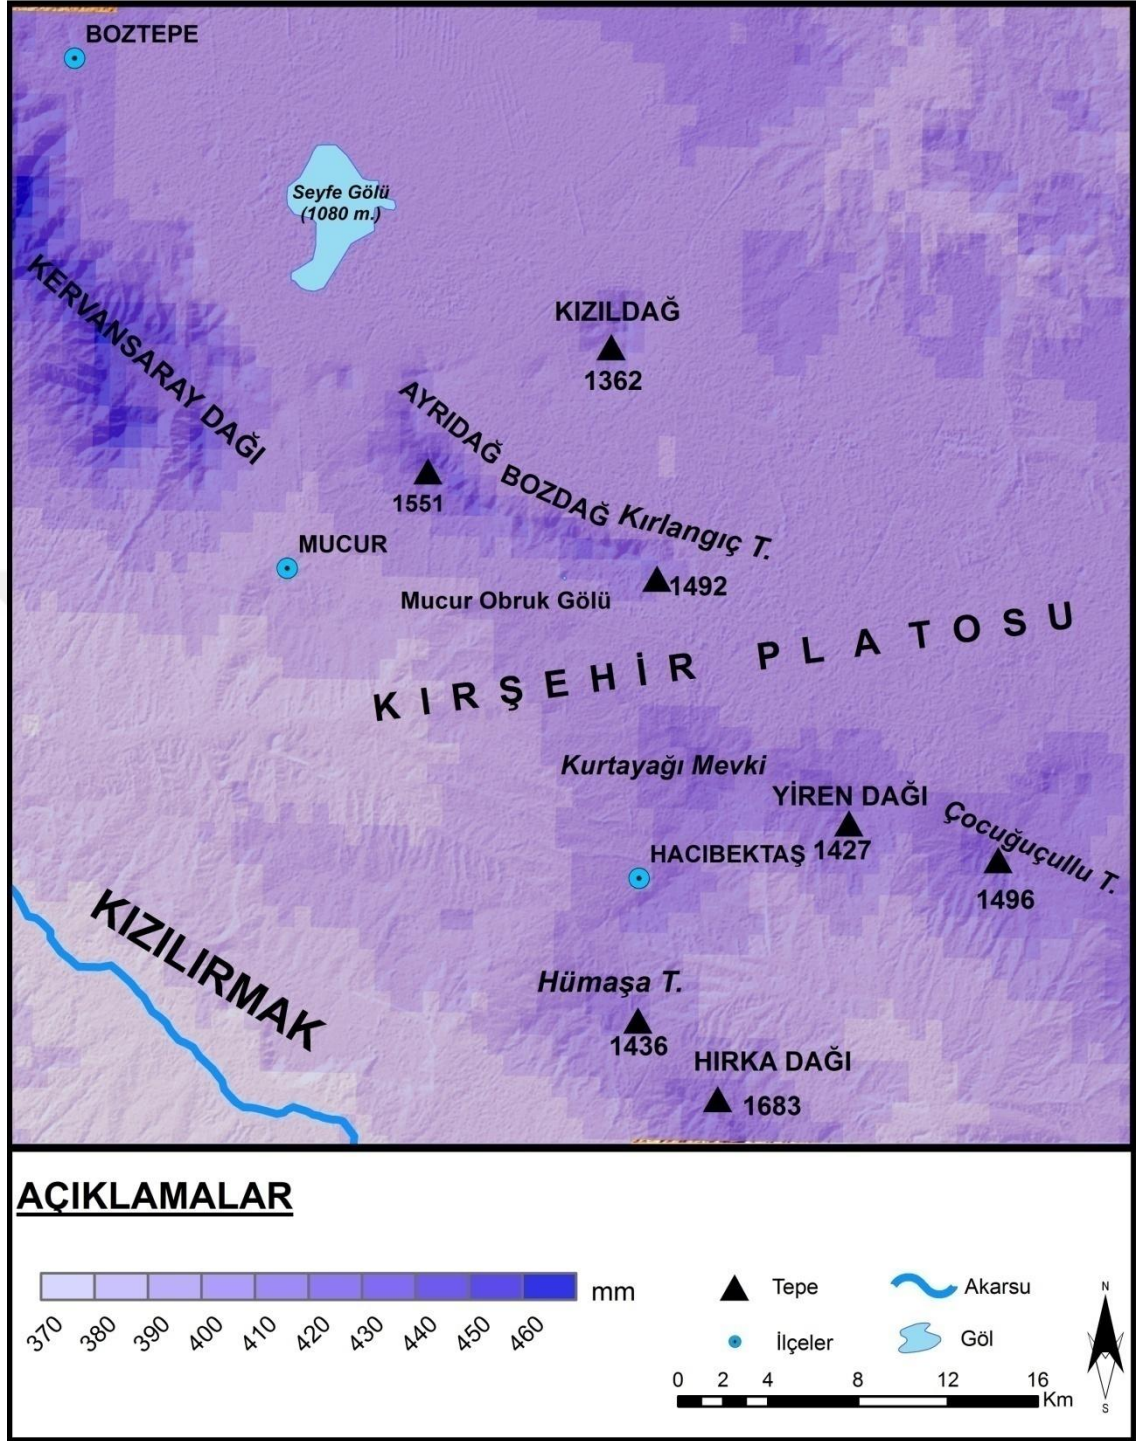 BOZTEPE
Seyfe Gölü
(1080 m.)
KERVANSARAY DAĞI
KIZILDAĞ
1362
AYRIDAĞ BOZDAĞ Kırlangıç T.
1551
MUCUR
1492
Mucur Obruk Gölü
KIRŞEHİR PLATOSU
Kurtayağı Mevki
YİREN DAĞI
1427
Çocuğuçullu T.
1496
HACIBEKTAŞ
KIZILIRMAK
Hümaşa T.
1436
HIRKA DAĞI
1683
AÇIKLAMALAR
mm
370 380 390 400 410 420 430 440 450 460
Tepe
Akarsu
İlçeler
Göl
0 2 4 8 12 16
Km
N
S